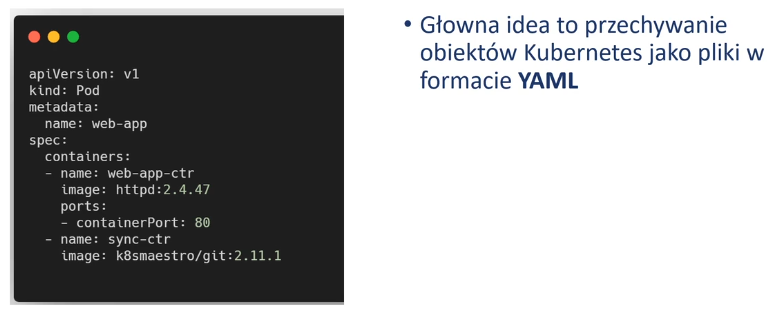 apiVersion: v1
kind: Pod
metadata:
  name: web-app
spec:
  containers:
  - name: web-app-ctr
    image: httpd:2.4.47
    ports:
    - containerPort: 80
  - name: sync-ctr
    image: k8smaestro/git:2.11.1
• Głowna idea to przechywanie
obiektów Kubernetes jako pliki w
formacie YAML